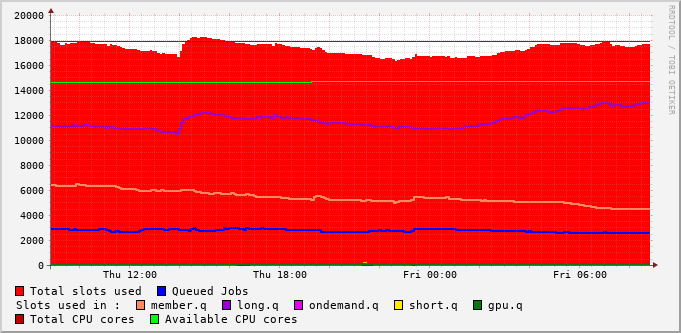 20000
18000
16000
14000
12000
10000
8000
6000
4000
2000
0
Thu 12:00 Thu 18:00 Fri 00:00 Fri 06:00
RRDTOOL / TOBI OETIKER
Total slots used Queued Jobs
Slots used in : member.q long.q ondemand.q short.q gpu.q
Total CPU cores Available CPU cores